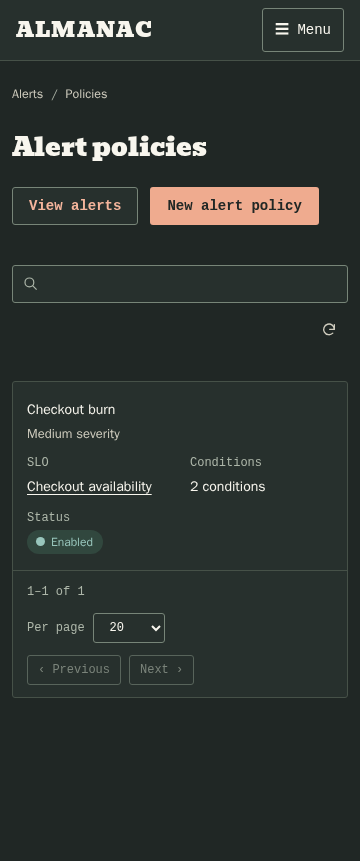 ALMANAC
☰ Menu
Alerts / Policies
Alert policies
View alerts
New alert policy
Checkout burn
Medium severity
SLO Conditions
Checkout availability 2 conditions
Status
Enabled
1–1 of 1
Per page 20
‹ Previous Next ›